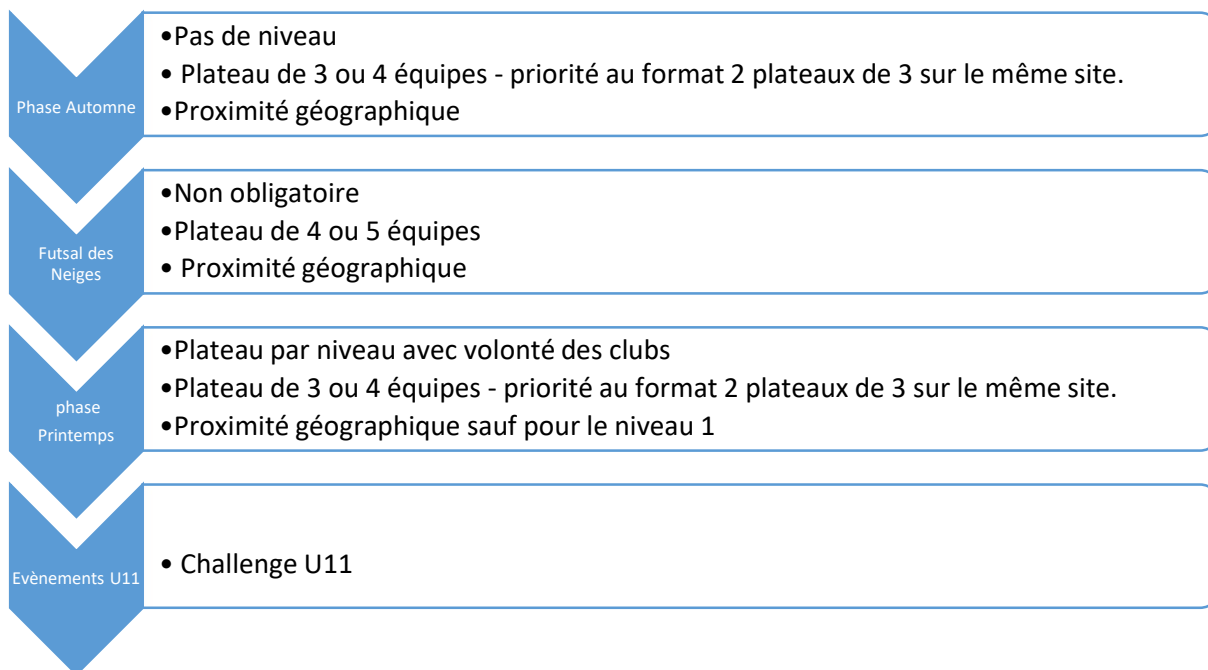 Phase Automne
•Pas de niveau
• Plateau de 3 ou 4 équipes - priorité au format 2 plateaux de 3 sur le même site.
•Proximité géographique
Futsal des
Neiges
•Non obligatoire
•Plateau de 4 ou 5 équipes
• Proximité géographique
phase
Printemps
•Plateau par niveau avec volonté des clubs
•Plateau de 3 ou 4 équipes - priorité au format 2 plateaux de 3 sur le même site.
•Proximité géographique sauf pour le niveau 1
Evènements U11
• Challenge U11